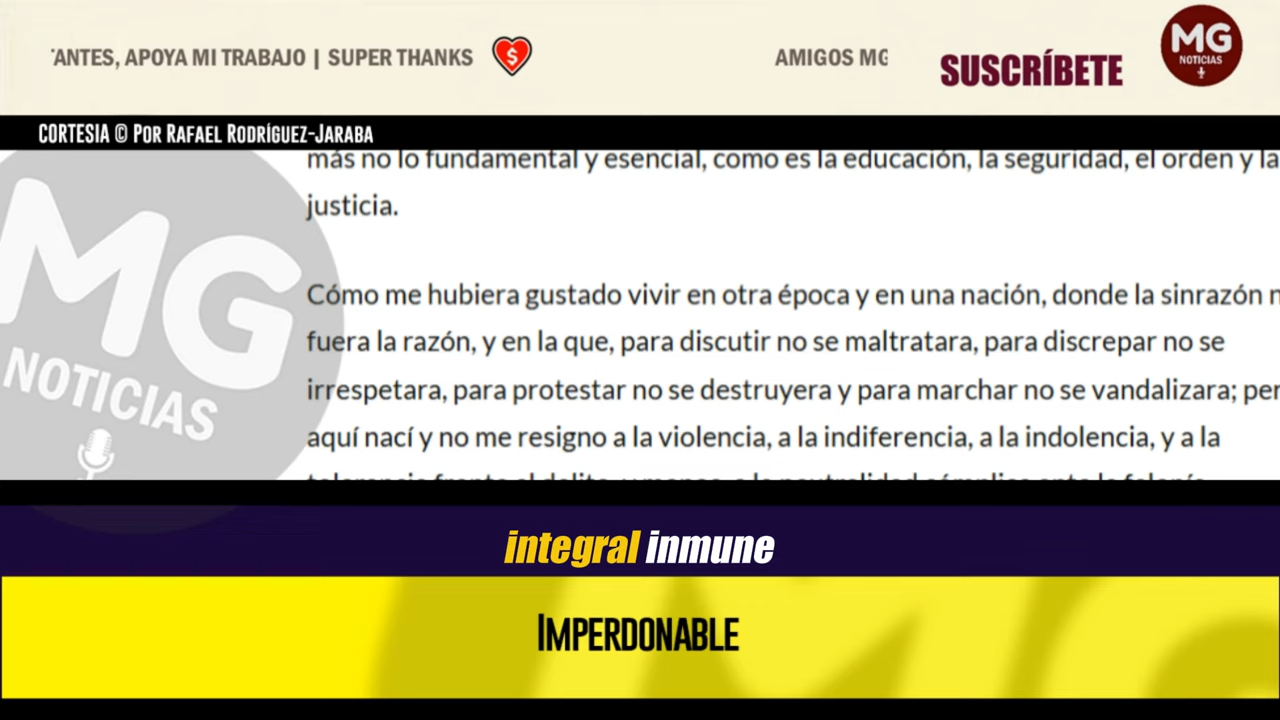 'ANTES, APOYA MI TRABAJO | SUPER THANKS
AMIGOS MG
SUSCRÍBETE
MG
NOTICIAS
CORTESIA © POR RAFAEL RODRÍGUEZ-JARABA
más no lo fundamental y esencial, como es la educación, la seguridad, el orden y la
justicia.
Cómo me hubiera gustado vivir en otra época y en una nación, donde la sinrazón
fuera la razón, y en la que, para discutir no se maltratara, para discrepar no se
irrespetara, para protestar no se destruyera y para marchar no se vandalizara;
aquí nací y no me resigno a la violencia, a la indiferencia, a la indolencia, y a la
MG
NOTICIAS
integral inmune
IMPERDONABLE